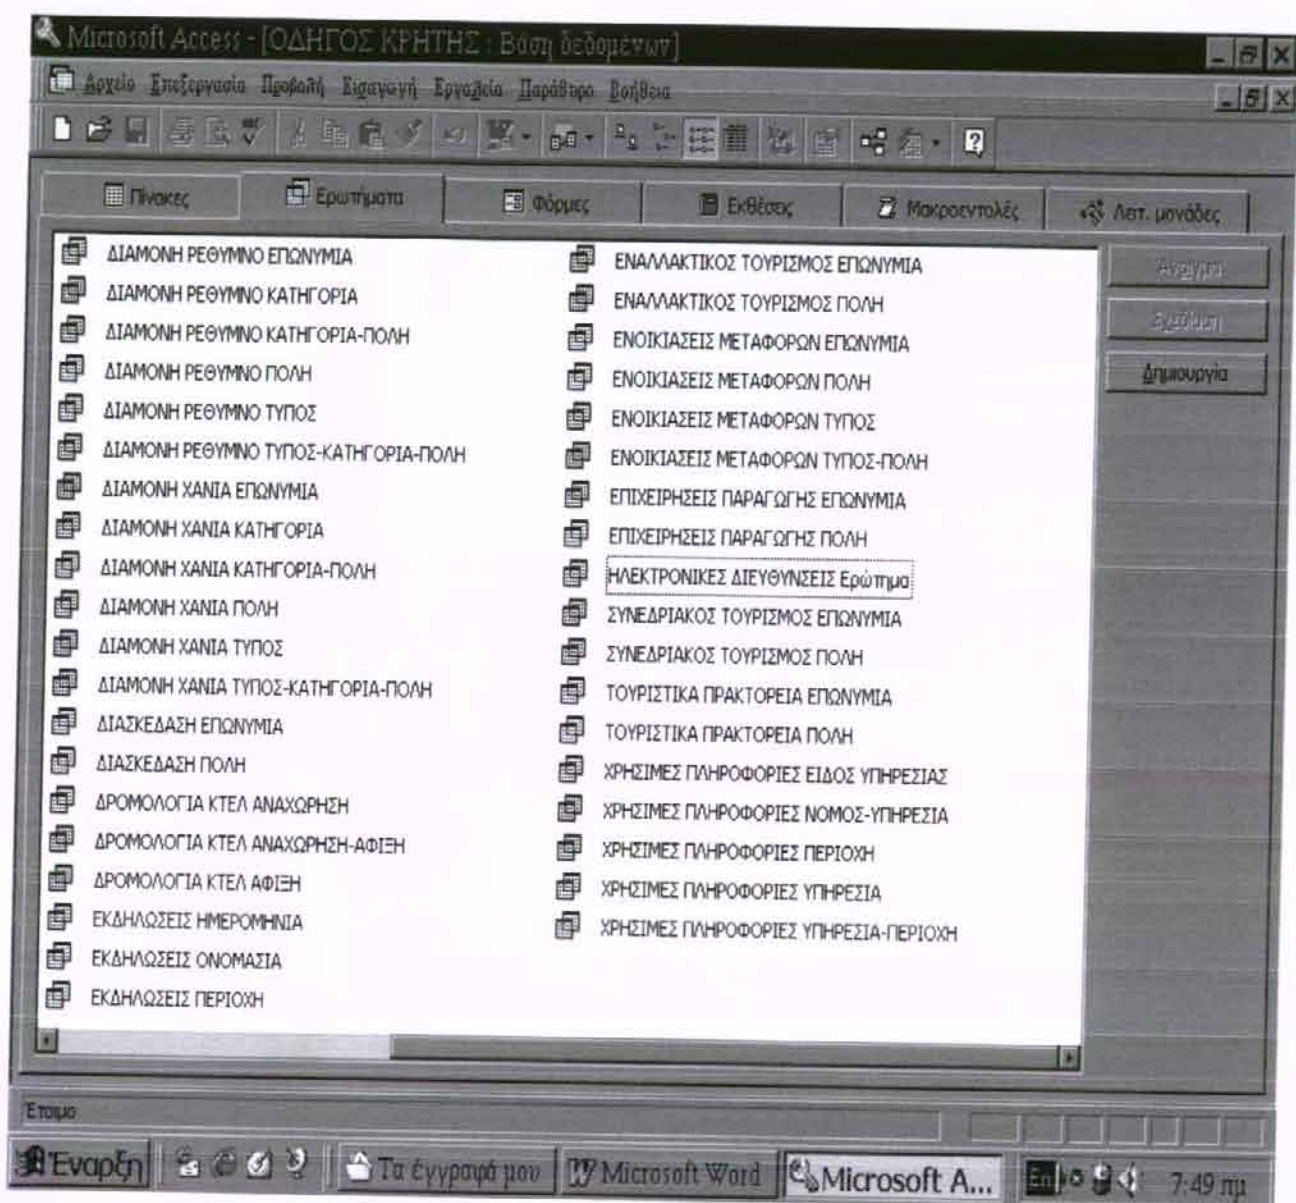 Microsoft Access - [ΟΔΗΓΟΣ ΚΡΗΤΗΣ : Βάση δεδομένων]
Αρχείο Επεξεργασία Προβολή Εισαγωγή Εργαλεία Παράθυρο Βοήθεια
Πίνακες Ερωτήματα Φόρμες Εκθέσεις Μακροεντολές Λειτ. μονάδες
ΔΙΑΜΟΝΗ ΡΕΘΥΜΝΟ ΕΠΩΝΥΜΙΑ
ΔΙΑΜΟΝΗ ΡΕΘΥΜΝΟ ΚΑΤΗΓΟΡΙΑ
ΔΙΑΜΟΝΗ ΡΕΘΥΜΝΟ ΚΑΤΗΓΟΡΙΑ-ΠΟΛΗ
ΔΙΑΜΟΝΗ ΡΕΘΥΜΝΟ ΠΟΛΗ
ΔΙΑΜΟΝΗ ΡΕΘΥΜΝΟ ΤΥΠΟΣ
ΔΙΑΜΟΝΗ ΡΕΘΥΜΝΟ ΤΥΠΟΣ-ΚΑΤΗΓΟΡΙΑ-ΠΟΛΗ
ΔΙΑΜΟΝΗ ΧΑΝΙΑ ΕΠΩΝΥΜΙΑ
ΔΙΑΜΟΝΗ ΧΑΝΙΑ ΚΑΤΗΓΟΡΙΑ
ΔΙΑΜΟΝΗ ΧΑΝΙΑ ΚΑΤΗΓΟΡΙΑ-ΠΟΛΗ
ΔΙΑΜΟΝΗ ΧΑΝΙΑ ΠΟΛΗ
ΔΙΑΜΟΝΗ ΧΑΝΙΑ ΤΥΠΟΣ
ΔΙΑΜΟΝΗ ΧΑΝΙΑ ΤΥΠΟΣ-ΚΑΤΗΓΟΡΙΑ-ΠΟΛΗ
ΔΙΑΣΚΕΔΑΣΗ ΕΠΩΝΥΜΙΑ
ΔΙΑΣΚΕΔΑΣΗ ΠΟΛΗ
ΔΡΟΜΟΛΟΓΙΑ ΚΤΕΛ ΑΝΑΧΩΡΗΣΗ
ΔΡΟΜΟΛΟΓΙΑ ΚΤΕΛ ΑΝΑΧΩΡΗΣΗ-ΑΦΙΞΗ
ΔΡΟΜΟΛΟΓΙΑ ΚΤΕΛ ΑΦΙΞΗ
ΕΚΔΗΛΩΣΕΙΣ ΗΜΕΡΟΜΗΝΙΑ
ΕΚΔΗΛΩΣΕΙΣ ΟΝΟΜΑΣΙΑ
ΕΚΔΗΛΩΣΕΙΣ ΠΕΡΙΟΧΗ
ΕΝΑΛΛΑΚΤΙΚΟΣ ΤΟΥΡΙΣΜΟΣ ΕΠΩΝΥΜΙΑ
ΕΝΑΛΛΑΚΤΙΚΟΣ ΤΟΥΡΙΣΜΟΣ ΠΟΛΗ
ΕΝΟΙΚΙΑΣΕΙΣ ΜΕΤΑΦΟΡΩΝ ΕΠΩΝΥΜΙΑ
ΕΝΟΙΚΙΑΣΕΙΣ ΜΕΤΑΦΟΡΩΝ ΠΟΛΗ
ΕΝΟΙΚΙΑΣΕΙΣ ΜΕΤΑΦΟΡΩΝ ΤΥΠΟΣ
ΕΝΟΙΚΙΑΣΕΙΣ ΜΕΤΑΦΟΡΩΝ ΤΥΠΟΣ-ΠΟΛΗ
ΕΠΙΧΕΙΡΗΣΕΙΣ ΠΑΡΑΓΩΓΗΣ ΕΠΩΝΥΜΙΑ
ΕΠΙΧΕΙΡΗΣΕΙΣ ΠΑΡΑΓΩΓΗΣ ΠΟΛΗ
ΗΛΕΚΤΡΟΝΙΚΕΣ ΔΙΕΥΘΥΝΣΕΙΣ Ερώτημα
ΣΥΝΕΔΡΙΑΚΟΣ ΤΟΥΡΙΣΜΟΣ ΕΠΩΝΥΜΙΑ
ΣΥΝΕΔΡΙΑΚΟΣ ΤΟΥΡΙΣΜΟΣ ΠΟΛΗ
ΤΟΥΡΙΣΤΙΚΑ ΠΡΑΚΤΟΡΕΙΑ ΕΠΩΝΥΜΙΑ
ΤΟΥΡΙΣΤΙΚΑ ΠΡΑΚΤΟΡΕΙΑ ΠΟΛΗ
ΧΡΗΣΙΜΕΣ ΠΛΗΡΟΦΟΡΙΕΣ ΕΙΔΟΣ ΥΠΗΡΕΣΙΑΣ
ΧΡΗΣΙΜΕΣ ΠΛΗΡΟΦΟΡΙΕΣ ΝΟΜΟΣ-ΥΠΗΡΕΣΙΑ
ΧΡΗΣΙΜΕΣ ΠΛΗΡΟΦΟΡΙΕΣ ΠΕΡΙΟΧΗ
ΧΡΗΣΙΜΕΣ ΠΛΗΡΟΦΟΡΙΕΣ ΥΠΗΡΕΣΙΑ
ΧΡΗΣΙΜΕΣ ΠΛΗΡΟΦΟΡΙΕΣ ΥΠΗΡΕΣΙΑ-ΠΕΡΙΟΧΗ
Άνοιγμα
Σχεδίαση
Δημιουργία
Έτοιμο
Έναρξη Τα έγγραφά μου Microsoft Word Microsoft A... En 7:49 πμ